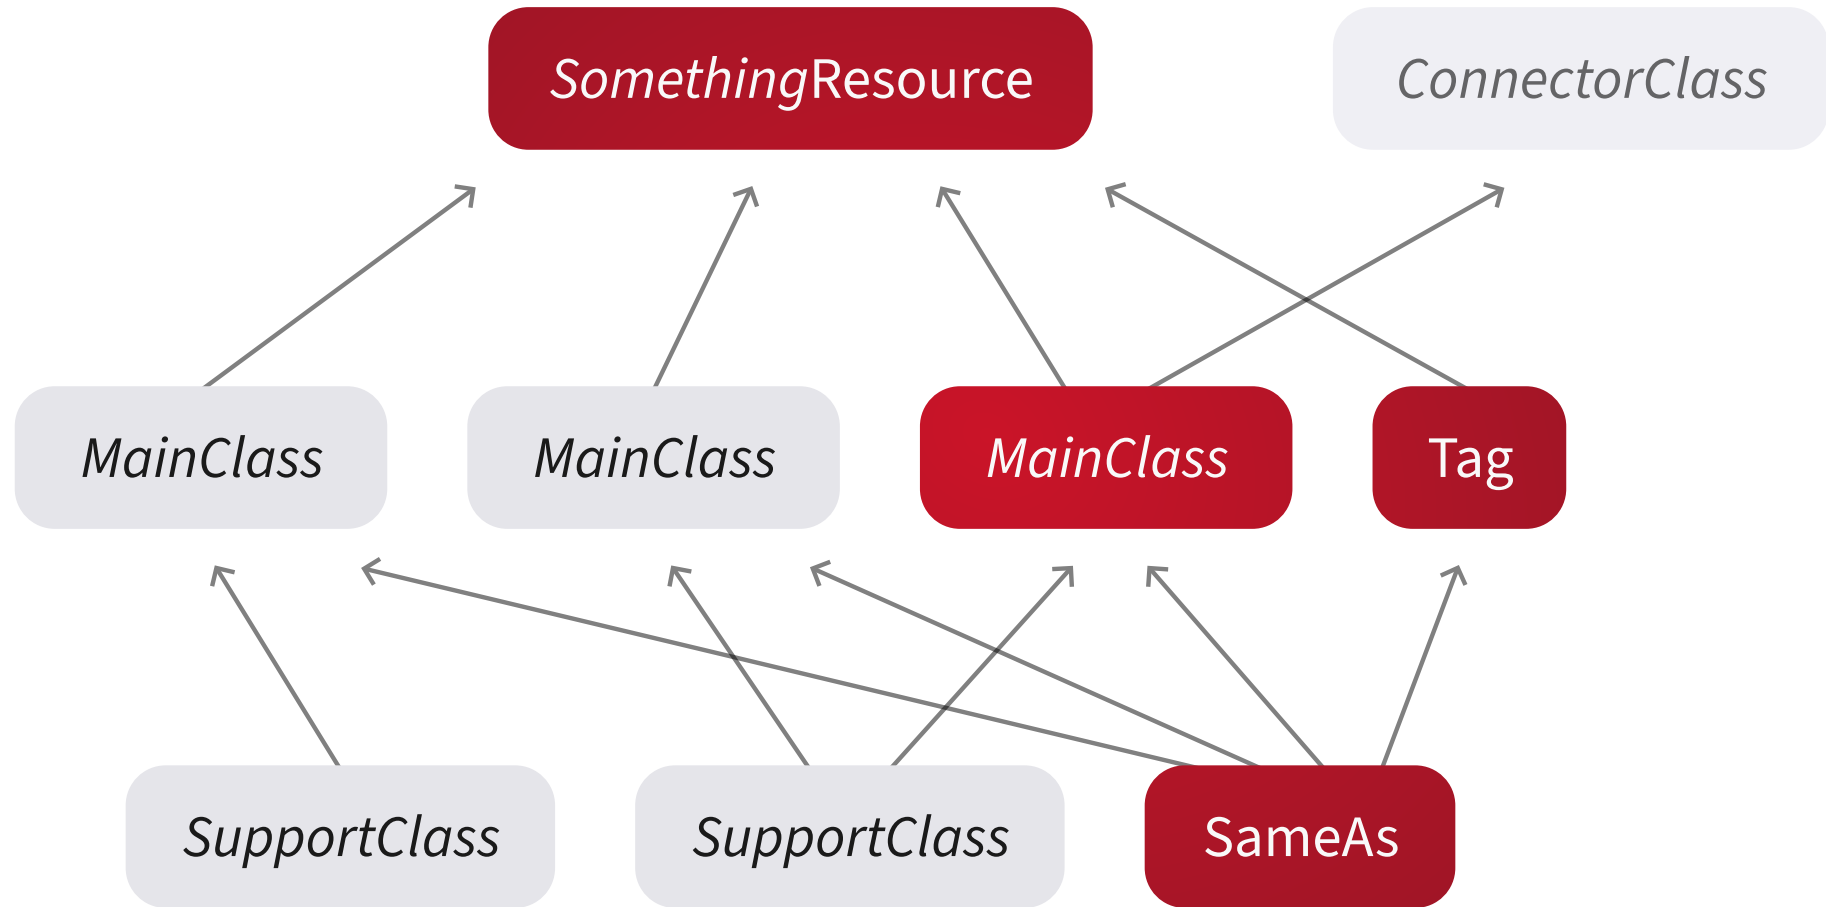 SomethingResource
ConnectorClass
MainClass
MainClass
MainClass
Tag
SupportClass
SupportClass
SameAs